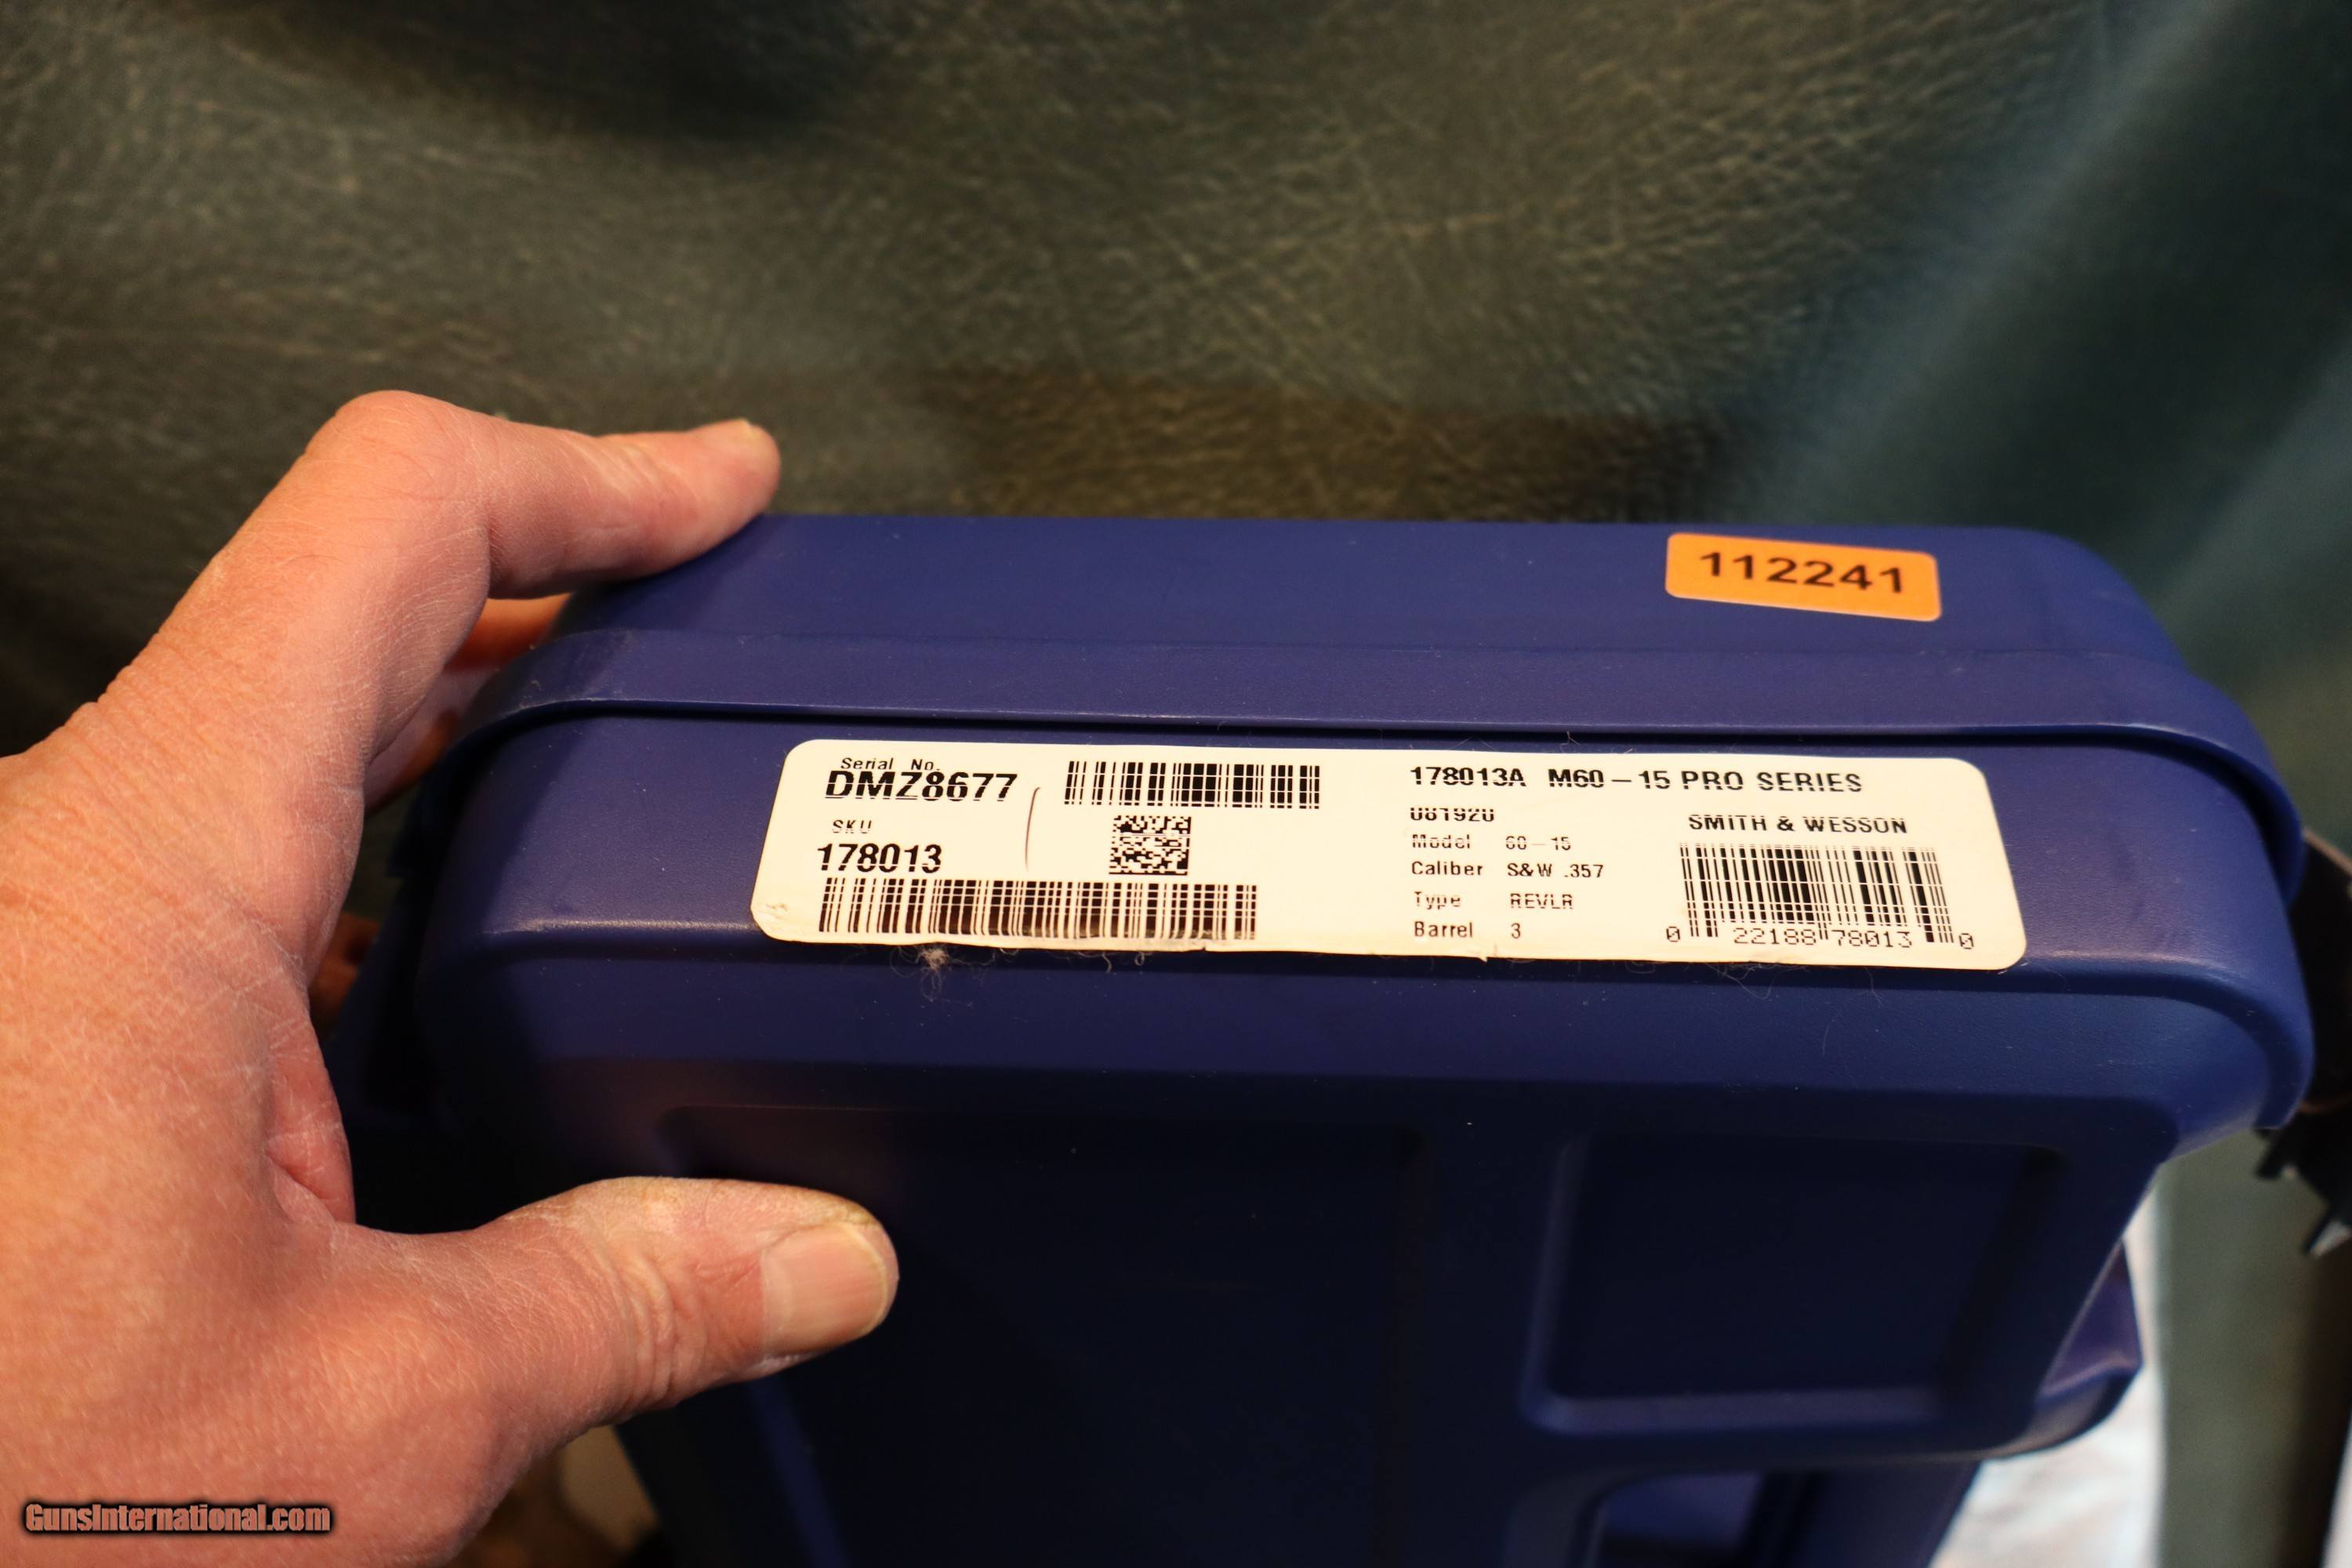 112241
Serial No.
DMZ8677
SKU
178013
178013A M60-15 PRO SERIES
081920
SMITH & WESSON
Model 60-15
Caliber S&W .357
Type REVLR
Barrel 3
0 22188 78013 0
GunsInternational.com